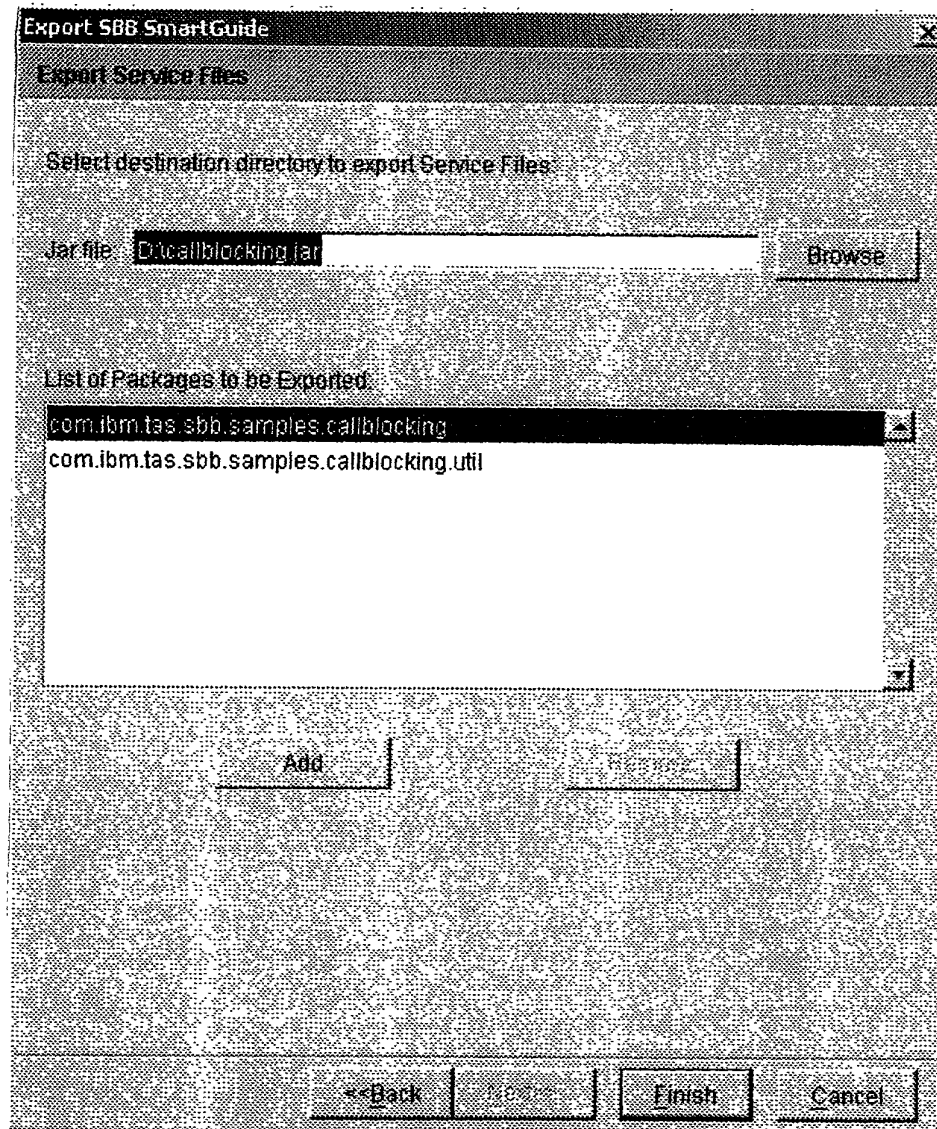 Export SBB SmartGuide
Export Service Files
Select destination directory to export Service Files:
Jar file: D:\callblocking.jar Browse
List of Packages to be Exported:
com.ibm.tas.sbb.samples.callblocking
com.ibm.tas.sbb.samples.callblocking.util
Add Remove
<<Back Next>> Finish Cancel